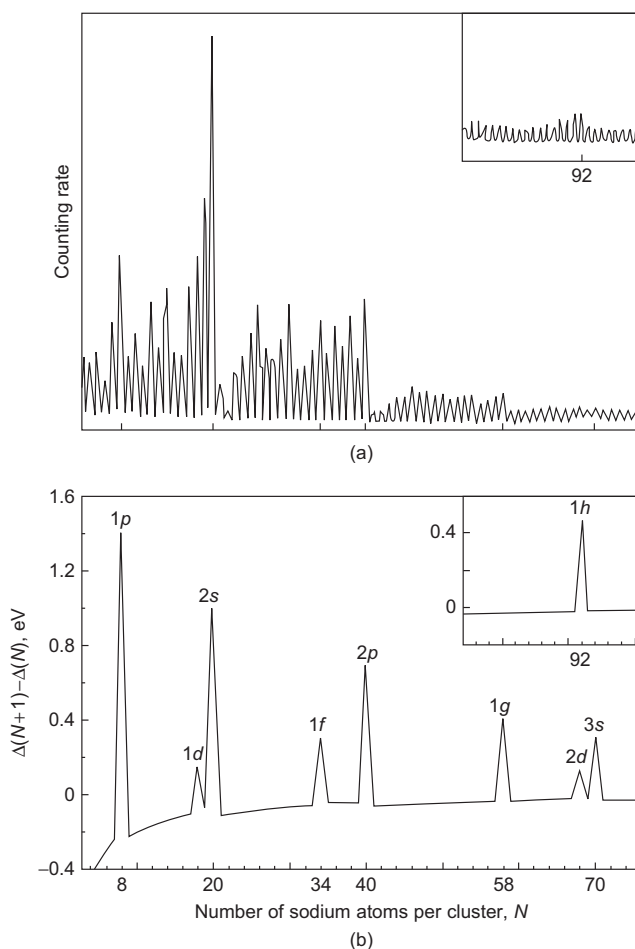 Counting rate
92
(a)
Δ(N+1)−Δ(N), eV
1.6
1.2
0.8
0.4
0
−0.4
1p
1d
2s
1f
2p
1g
2d
3s
0.4
0
1h
92
8
20
34
40
58
70
Number of sodium atoms per cluster, N
(b)